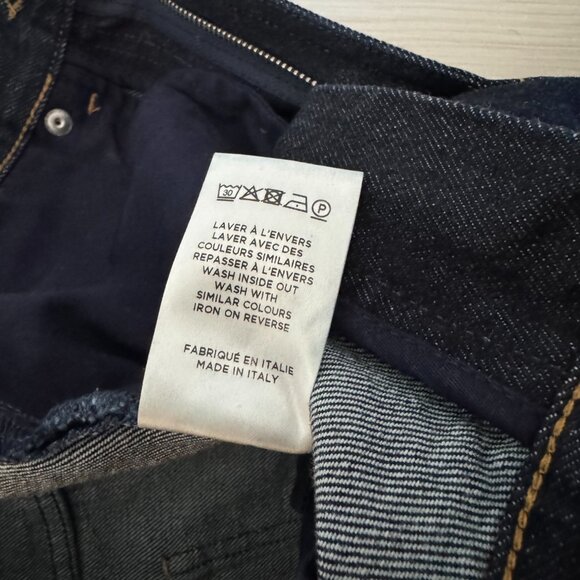 30 P
LAVER À L'ENVERS
LAVER AVEC DES
COULEURS SIMILAIRES
REPASSER À L'ENVERS
WASH INSIDE OUT
WASH WITH
SIMILAR COLOURS
IRON ON REVERSE
FABRIQUÉ EN ITALIE
MADE IN ITALY